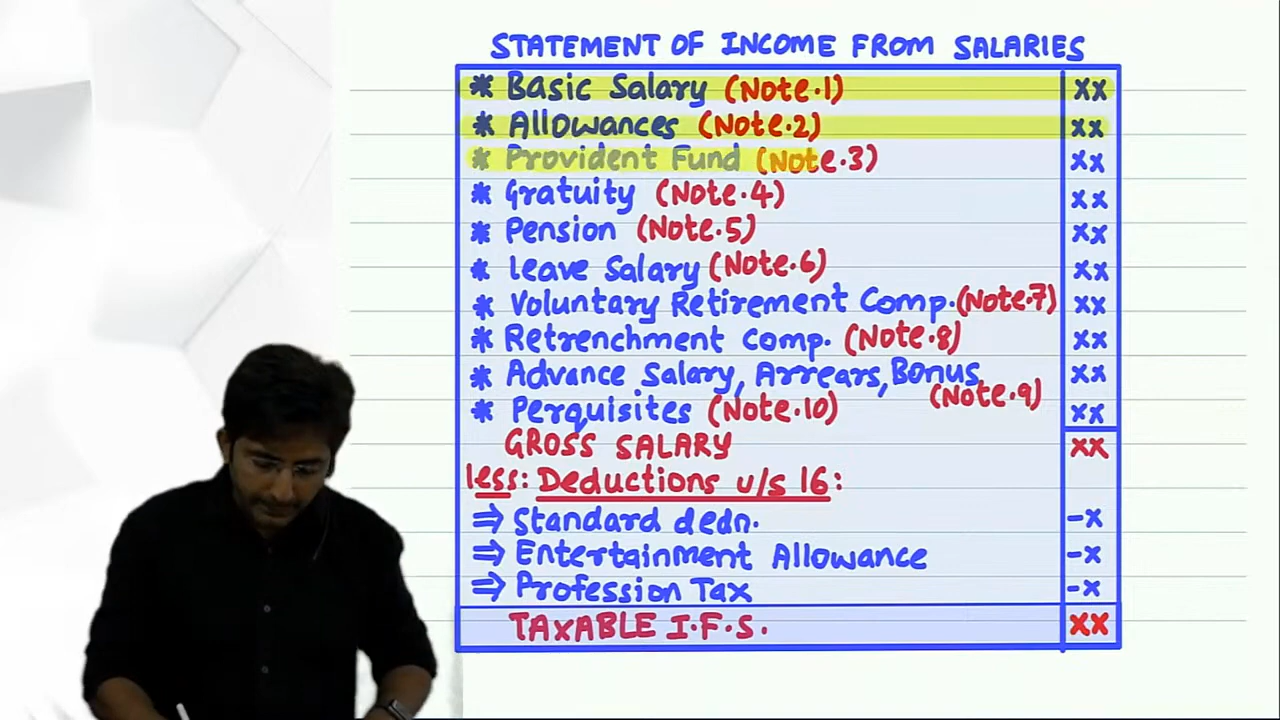 STATEMENT OF INCOME FROM SALARIES
* Basic Salary (Note.1) xx
* Allowances (Note.2) xx
* Provident Fund (Note.3) xx
* Gratuity (Note.4) xx
* Pension (Note.5) xx
* Leave Salary (Note.6) xx
* Voluntary Retirement Comp. (Note.7) xx
* Retrenchment Comp. (Note.8) xx
* Advance Salary, Arrears, Bonus xx
(Note.9)
* Perquisites (Note.10) xx
GROSS SALARY xx
less: Deductions u/s 16:
⇒ Standard dedn. -x
⇒ Entertainment Allowance -x
⇒ Profession Tax -x
TAXABLE I.F.S. xx